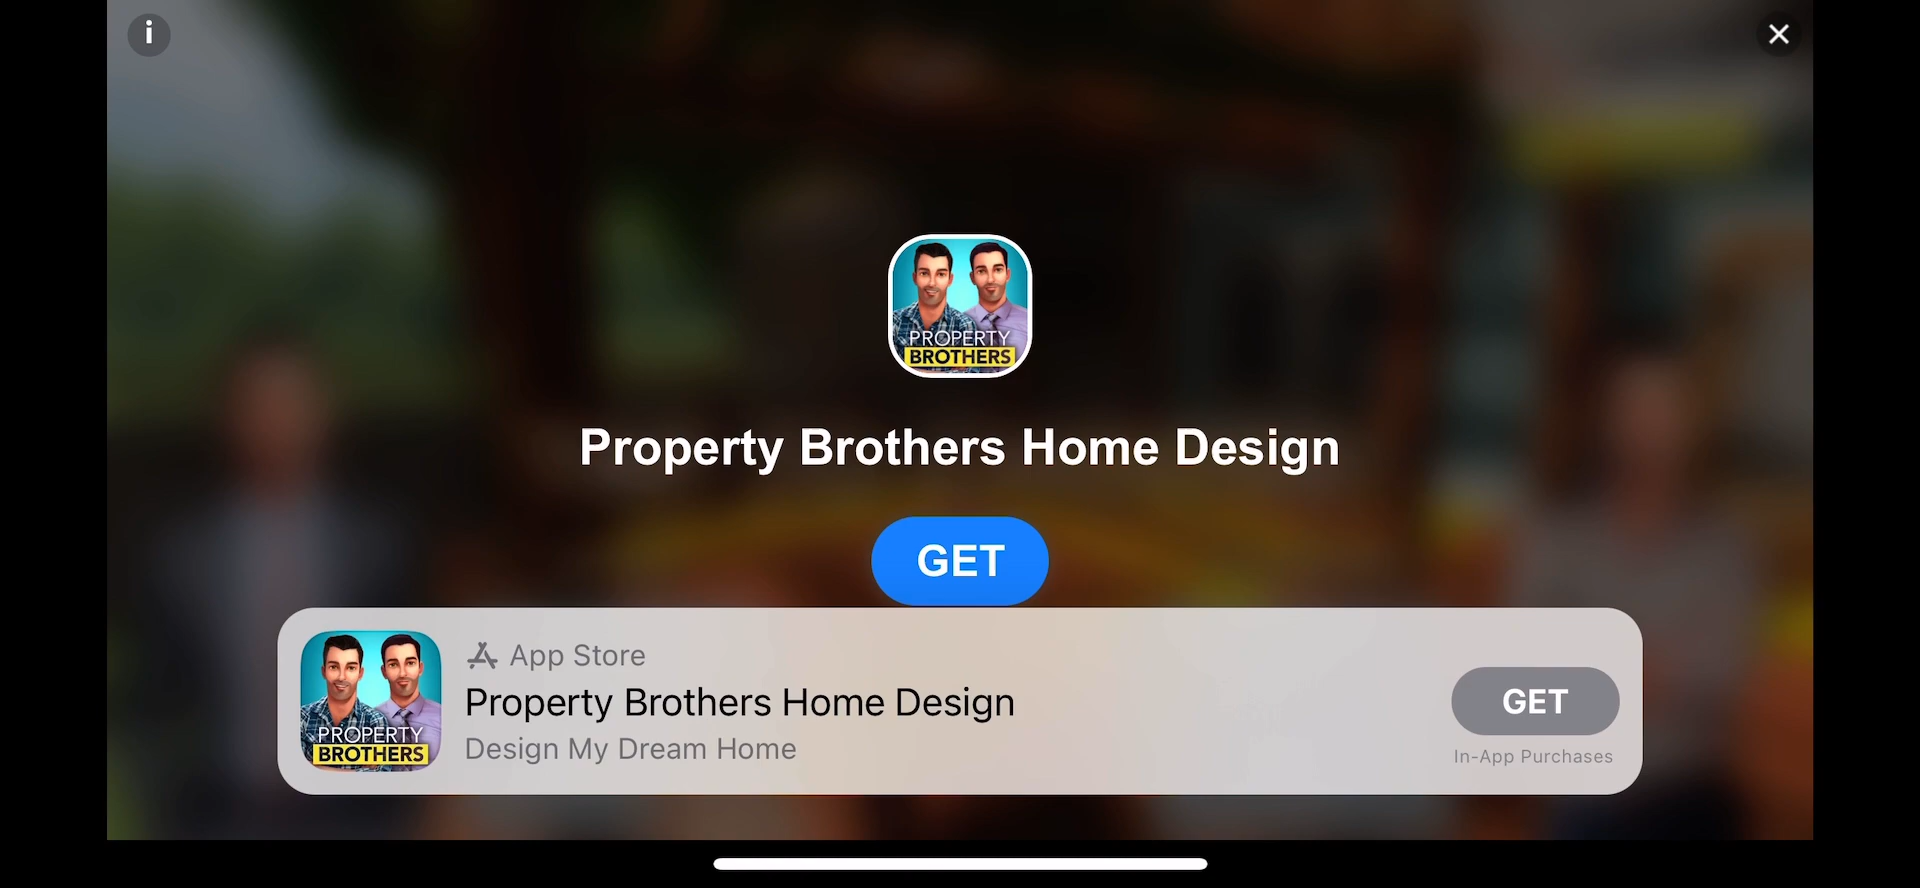 i
PROPERTY
BROTHERS
Property Brothers Home Design
GET
PROPERTY
BROTHERS
App Store
Property Brothers Home Design
Design My Dream Home
GET
In-App Purchases